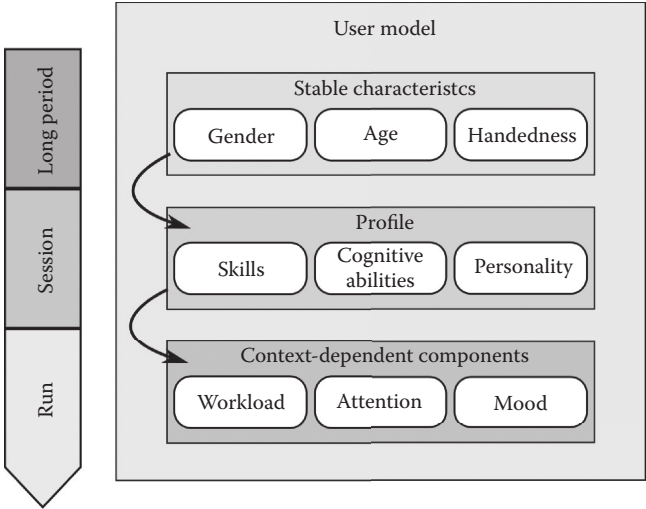 User model
Long period
Stable characteristcs
Gender
Age
Handedness
Session
Profile
Skills
Cognitive
abilities
Personality
Run
Context-dependent components
Workload
Attention
Mood